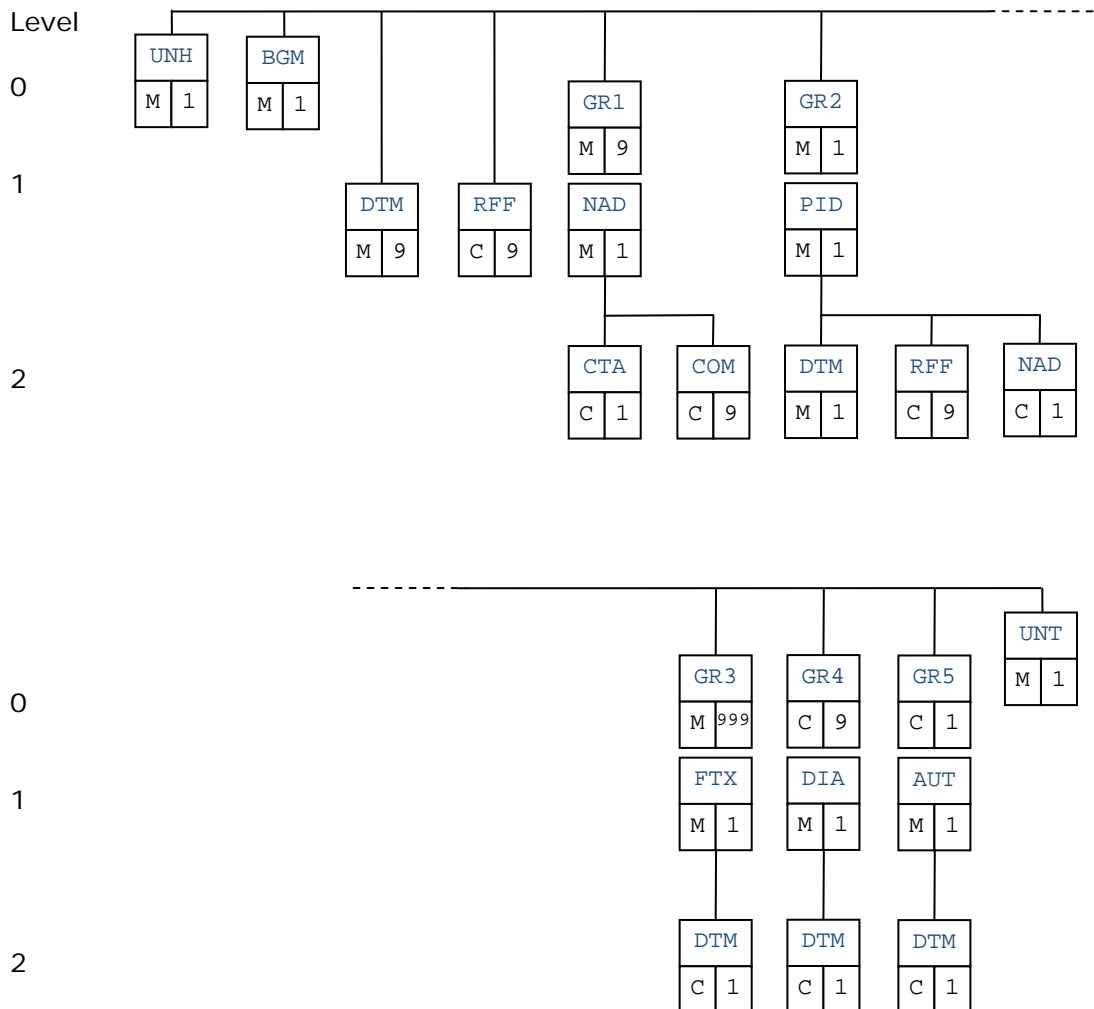 Level
UNH BGM
0
M 1 M 1 GR1 GR2
M 9 M 1
1
DTM RFF NAD PID
M 9 C 9 M 1 M 1
CTA COM DTM RFF NAD
2
C 1 C 9 M 1 C 9 C 1
UNT
GR3 GR4 GR5 M 1
0
M 999 C 9 C 1
FTX DIA AUT
1
M 1 M 1 M 1
DTM DTM DTM
2
C 1 C 1 C 1